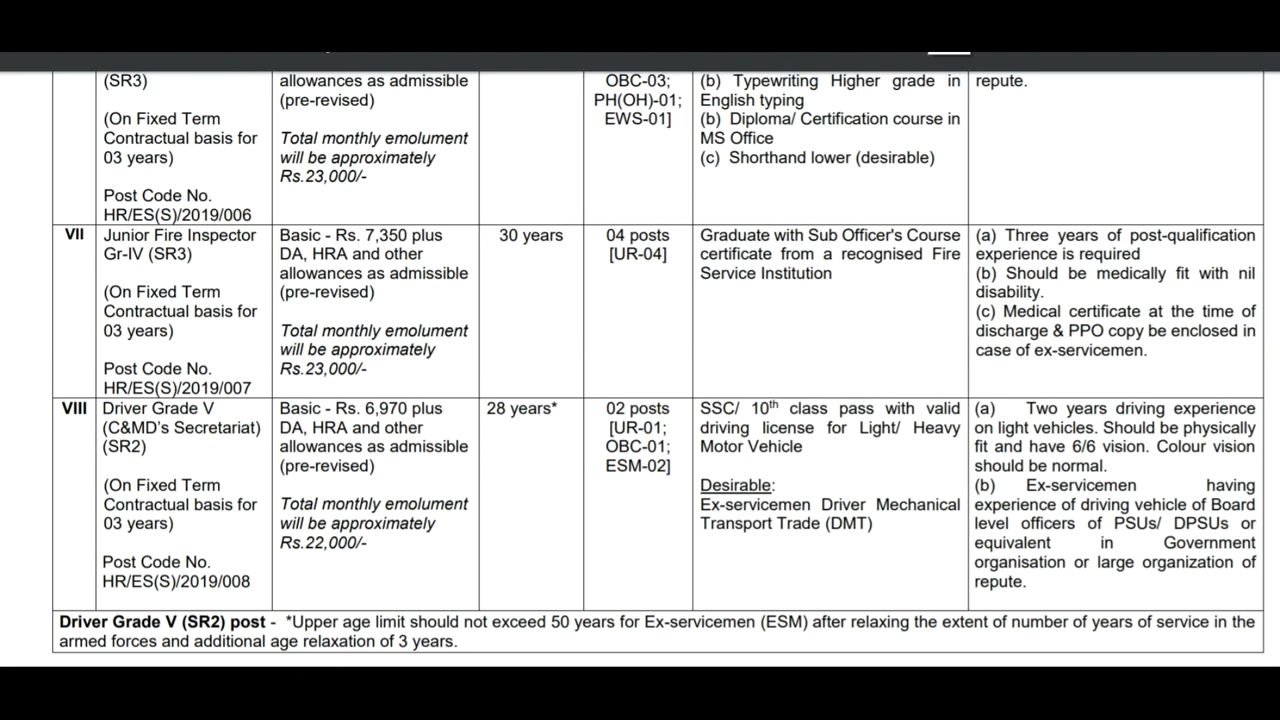 (SR3)
(On Fixed Term
Contractual basis for
03 years)
Post Code No.
HR/ES(S)/2019/006
allowances as admissible
(pre-revised)
Total monthly emolument
will be approximately
Rs.23,000/-
OBC-03;
PH(OH)-01;
EWS-01]
(b) Typewriting Higher grade in
English typing
(b) Diploma/ Certification course in
MS Office
(c) Shorthand lower (desirable)
repute.
VII
Junior Fire Inspector
Gr-IV (SR3)
(On Fixed Term
Contractual basis for
03 years)
Post Code No.
HR/ES(S)/2019/007
Basic - Rs. 7,350 plus
DA, HRA and other
allowances as admissible
(pre-revised)
Total monthly emolument
will be approximately
Rs.23,000/-
30 years
04 posts
[UR-04]
Graduate with Sub Officer's Course
certificate from a recognised Fire
Service Institution
(a) Three years of post-qualification
experience is required
(b) Should be medically fit with nil
disability.
(c) Medical certificate at the time of
discharge & PPO copy be enclosed in
case of ex-servicemen.
VIII
Driver Grade V
(C&MD's Secretariat)
(SR2)
(On Fixed Term
Contractual basis for
03 years)
Post Code No.
HR/ES(S)/2019/008
Basic - Rs. 6,970 plus
DA, HRA and other
allowances as admissible
(pre-revised)
Total monthly emolument
will be approximately
Rs.22,000/-
28 years*
02 posts
[UR-01;
OBC-01;
ESM-02]
SSC/ 10th class pass with valid
driving license for Light/ Heavy
Motor Vehicle
Desirable:
Ex-servicemen Driver Mechanical
Transport Trade (DMT)
(a) Two years driving experience
on light vehicles. Should be physically
fit and have 6/6 vision. Colour vision
should be normal.
(b) Ex-servicemen having
experience of driving vehicle of Board
level officers of PSUs/ DPSUs or
equivalent in Government
organisation or large organization of
repute.
Driver Grade V (SR2) post - *Upper age limit should not exceed 50 years for Ex-servicemen (ESM) after relaxing the extent of number of years of service in the
armed forces and additional age relaxation of 3 years.